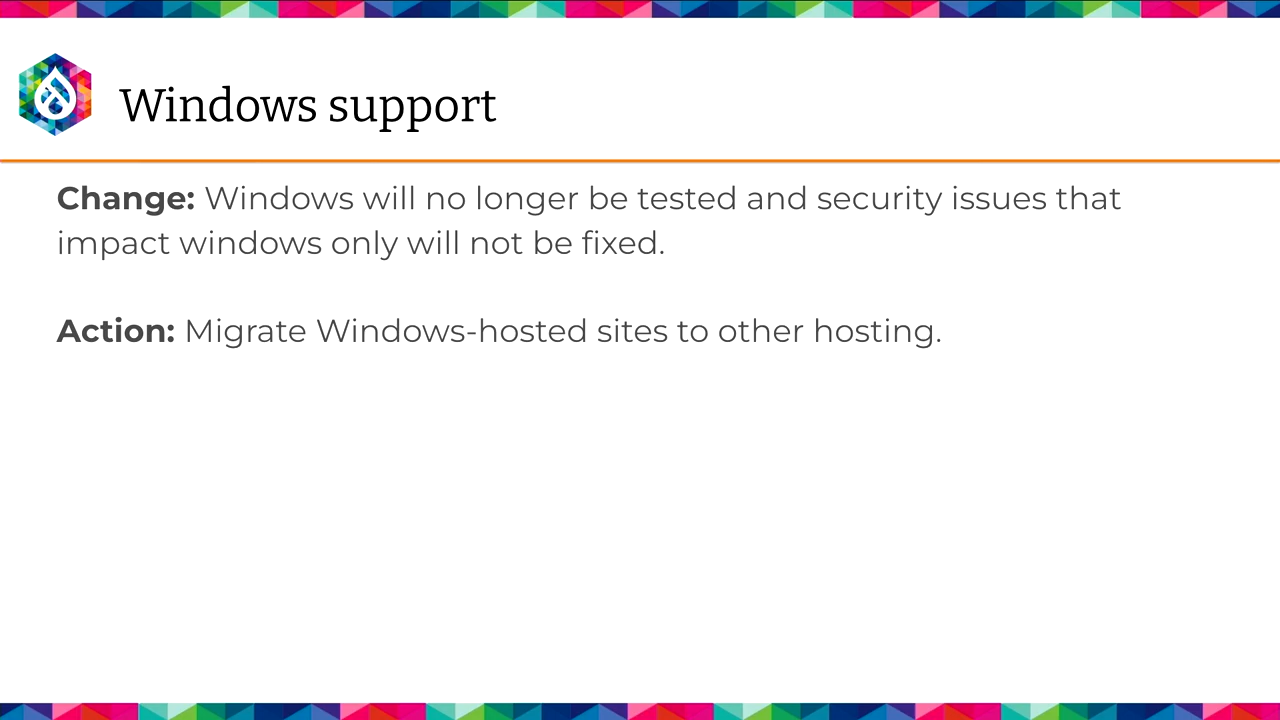 Windows support
Change: Windows will no longer be tested and security issues that
impact windows only will not be fixed.
Action: Migrate Windows-hosted sites to other hosting.